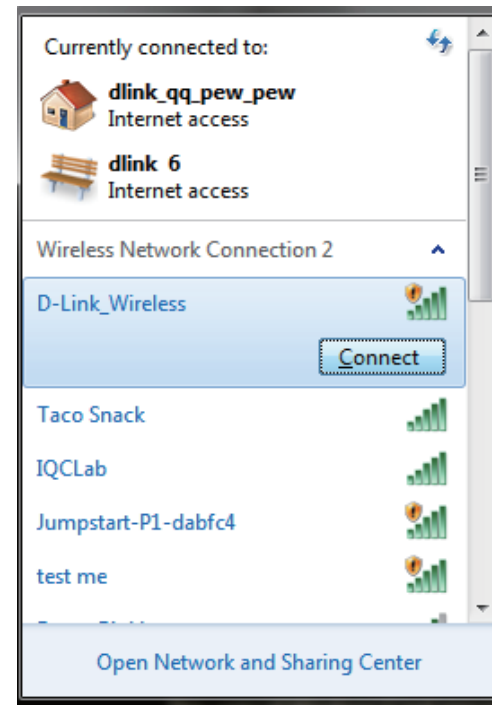 Currently connected to:
dlink_qq_pew_pew
Internet access
dlink 6
Internet access
Wireless Network Connection 2
D-Link_Wireless
Connect
Taco Snack
IQCLab
Jumpstart-P1-dabfc4
test me
Open Network and Sharing Center